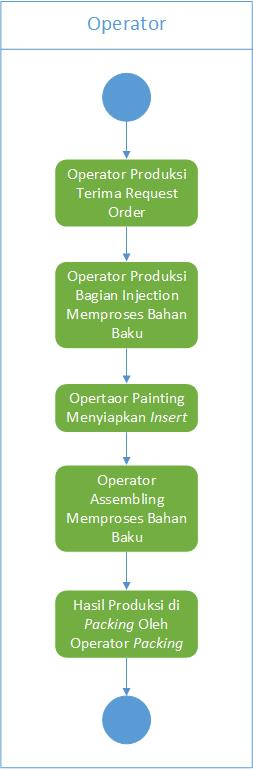 Operator
Operator Produksi
Terima Request
Order
Operator Produksi
Bagian Injection
Memproses Bahan
Baku
Opertaor Painting
Menyiapkan Insert
Operator
Assembling
Memproses Bahan
Baku
Hasil Produksi di
Packing Oleh
Operator Packing